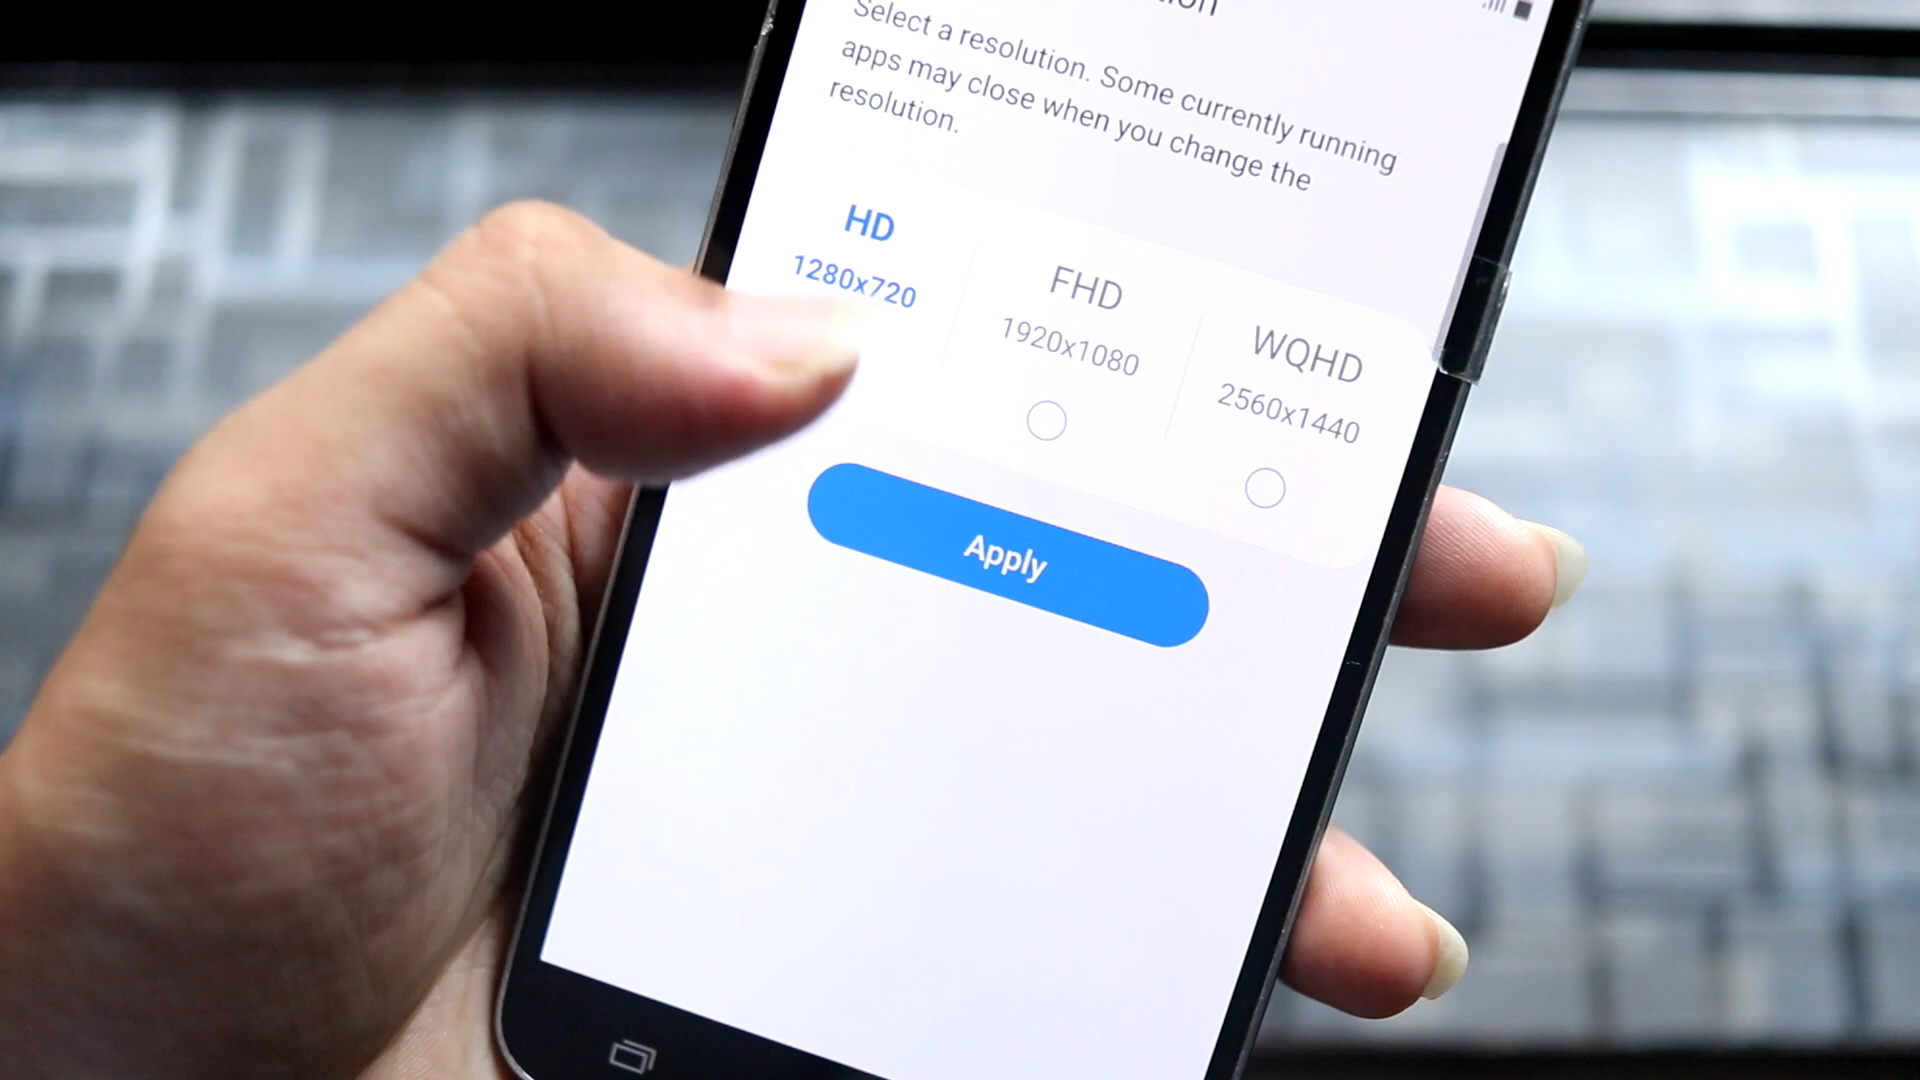 Select a resolution. Some currently running
apps may close when you change the
resolution.
HD
1280x720
FHD
1920x1080
WQHD
2560x1440
Apply